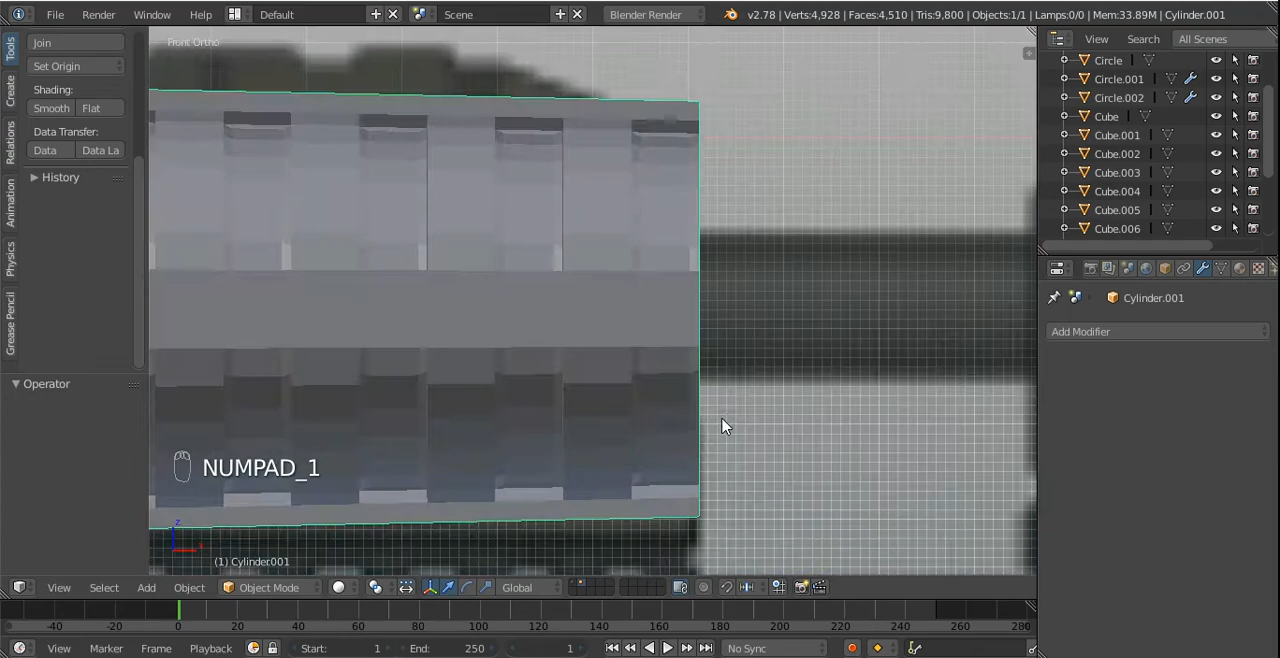 File Render Window Help Default Scene Blender Render v2.78 | Verts:4,928 | Faces:4,510 | Tris:9,800 | Objects:1/1 | Lamps:0/0 | Mem:33.89M | Cylinder.001
Tools
Create
Relations
Animation
Physics
Grease Pencil
Join
Set Origin
Shading:
Smooth Flat
Data Transfer:
Data Data La
History
Operator
Front Ortho
NUMPAD_1
z
x
(1) Cylinder001
View Search All Scenes
Circle
Circle.001
Circle.002
Cube
Cube.001
Cube.002
Cube.003
Cube.004
Cube.005
Cube.006
Cylinder.001
Add Modifier
View Select Add Object Object Mode Global
-40 -20 0 20 40 60 80 100 120 140 160 180 200 220 240 260 280
View Marker Frame Playback Start: 1 End: 250 1 No Sync